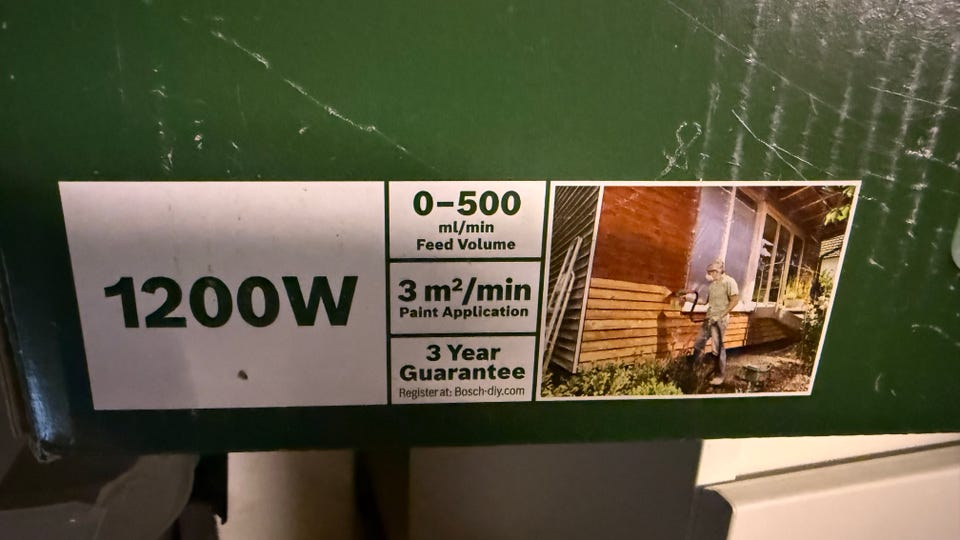 1200W
0–500
ml/min
Feed Volume
3 m²/min
Paint Application
3 Year
Guarantee
Register at: Bosch-diy.com